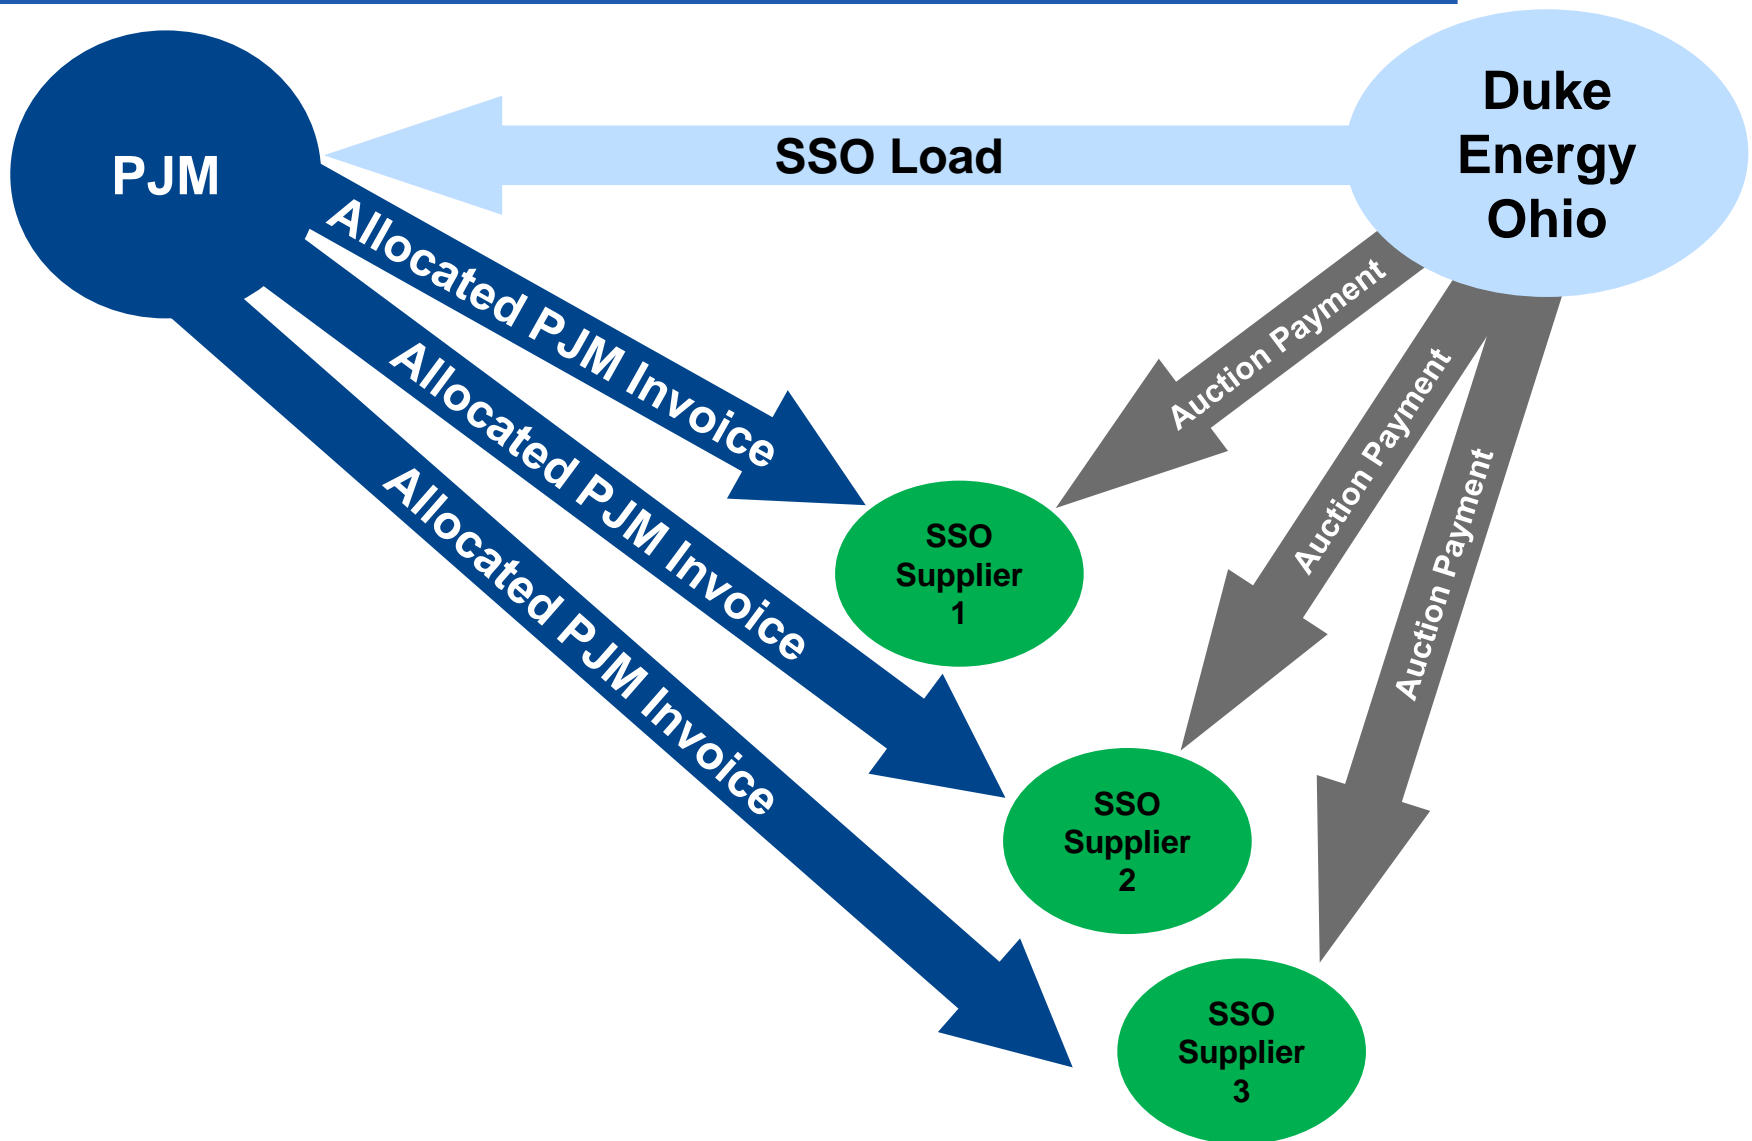 PJM
SSO Load
Duke
Energy
Ohio
Allocated PJM Invoice
Allocated PJM Invoice
Allocated PJM Invoice
Auction Payment
Auction Payment
Auction Payment
SSO
Supplier
1
SSO
Supplier
2
SSO
Supplier
3